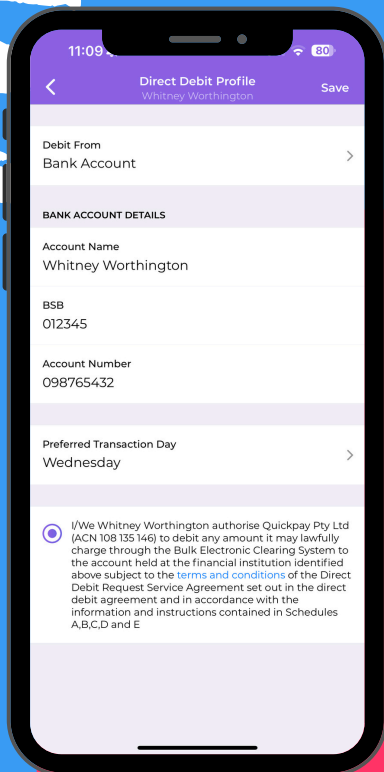 11:09
80
Direct Debit Profile
Whitney Worthington
Save
Debit From
Bank Account
BANK ACCOUNT DETAILS
Account Name
Whitney Worthington
BSB
012345
Account Number
098765432
Preferred Transaction Day
Wednesday
I/We Whitney Worthington authorise Quickpay Pty Ltd
(ACN 108 135 146) to debit any amount it may lawfully
charge through the Bulk Electronic Clearing System to
the account held at the financial institution identified
above subject to the terms and conditions of the Direct
Debit Request Service Agreement set out in the direct
debit agreement and in accordance with the
information and instructions contained in Schedules
A,B,C,D and E